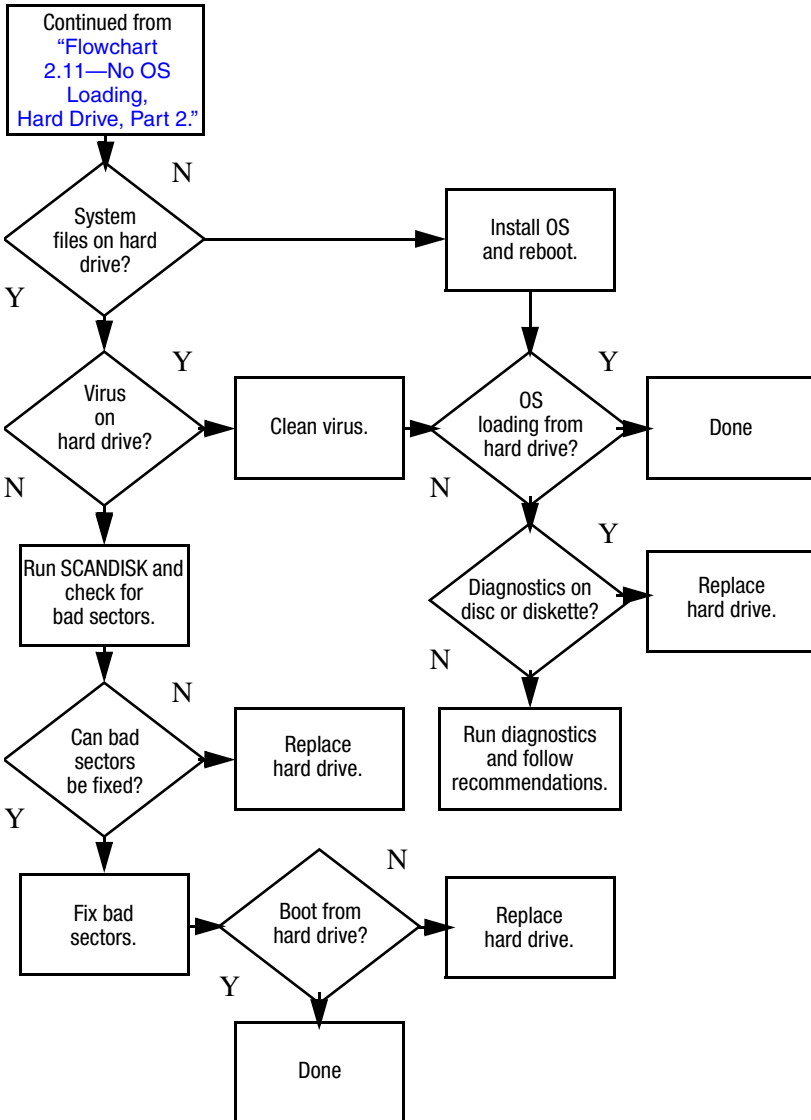 Continued from
“Flowchart
2.11—No OS
Loading,
Hard Drive, Part 2.”
N
System
files on hard
drive?
Install OS
and reboot.
Y
Y
Virus
on
hard drive?
Clean virus.
Y
OS
loading from
hard drive?
Done
N
N
Run SCANDISK and
check for
bad sectors.
Y
Diagnostics on
disc or diskette?
Replace
hard drive.
N
N
Can bad
sectors
be fixed?
Replace
hard drive.
Run diagnostics
and follow
recommendations.
Y
Fix bad
sectors.
N
Boot from
hard drive?
Replace
hard drive.
Y
Done